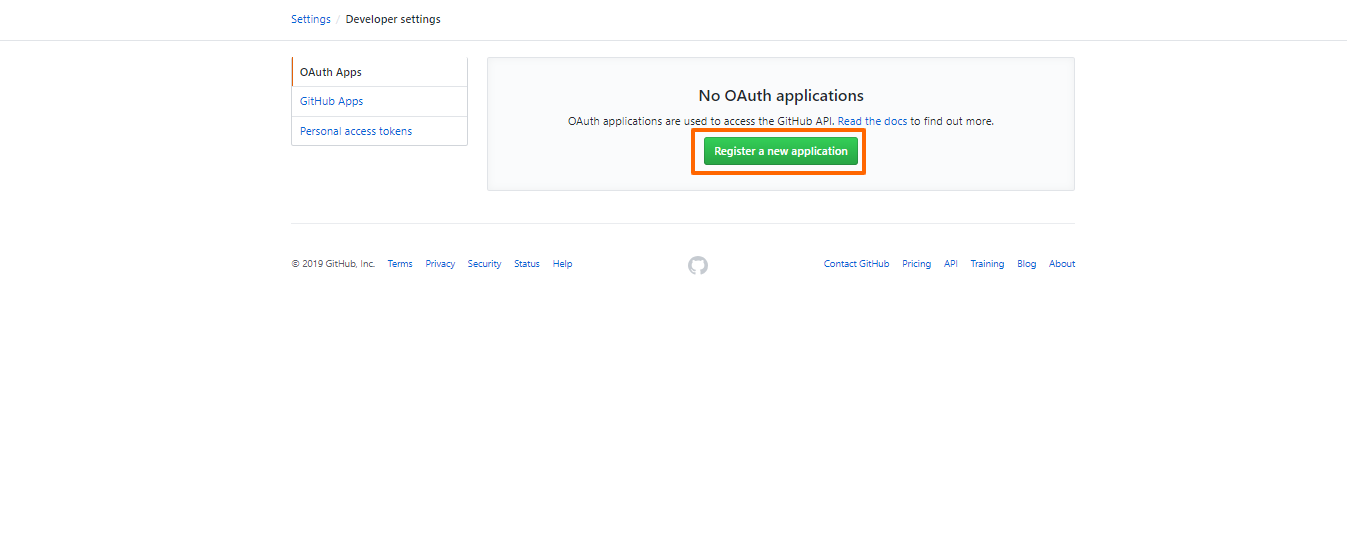 Settings / Developer settings
OAuth Apps
GitHub Apps
Personal access tokens
No OAuth applications
OAuth applications are used to access the GitHub API. Read the docs to find out more.
Register a new application
© 2019 GitHub, Inc. Terms Privacy Security Status Help Contact GitHub Pricing API Training Blog About